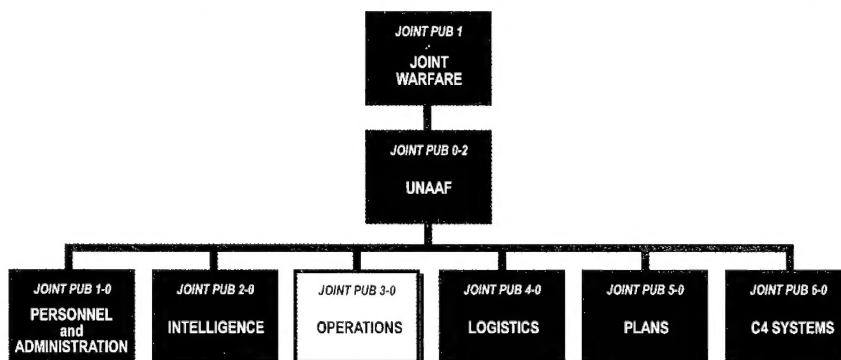 JOINT PUB 1
JOINT
WARFARE
JOINT PUB 0-2
UNAAF
JOINT PUB 1-0
PERSONNEL
and
ADMINISTRATION
JOINT PUB 2-0
INTELLIGENCE
JOINT PUB 3-0
OPERATIONS
JOINT PUB 4-0
LOGISTICS
JOINT PUB 5-0
PLANS
JOINT PUB 6-0
C4 SYSTEMS